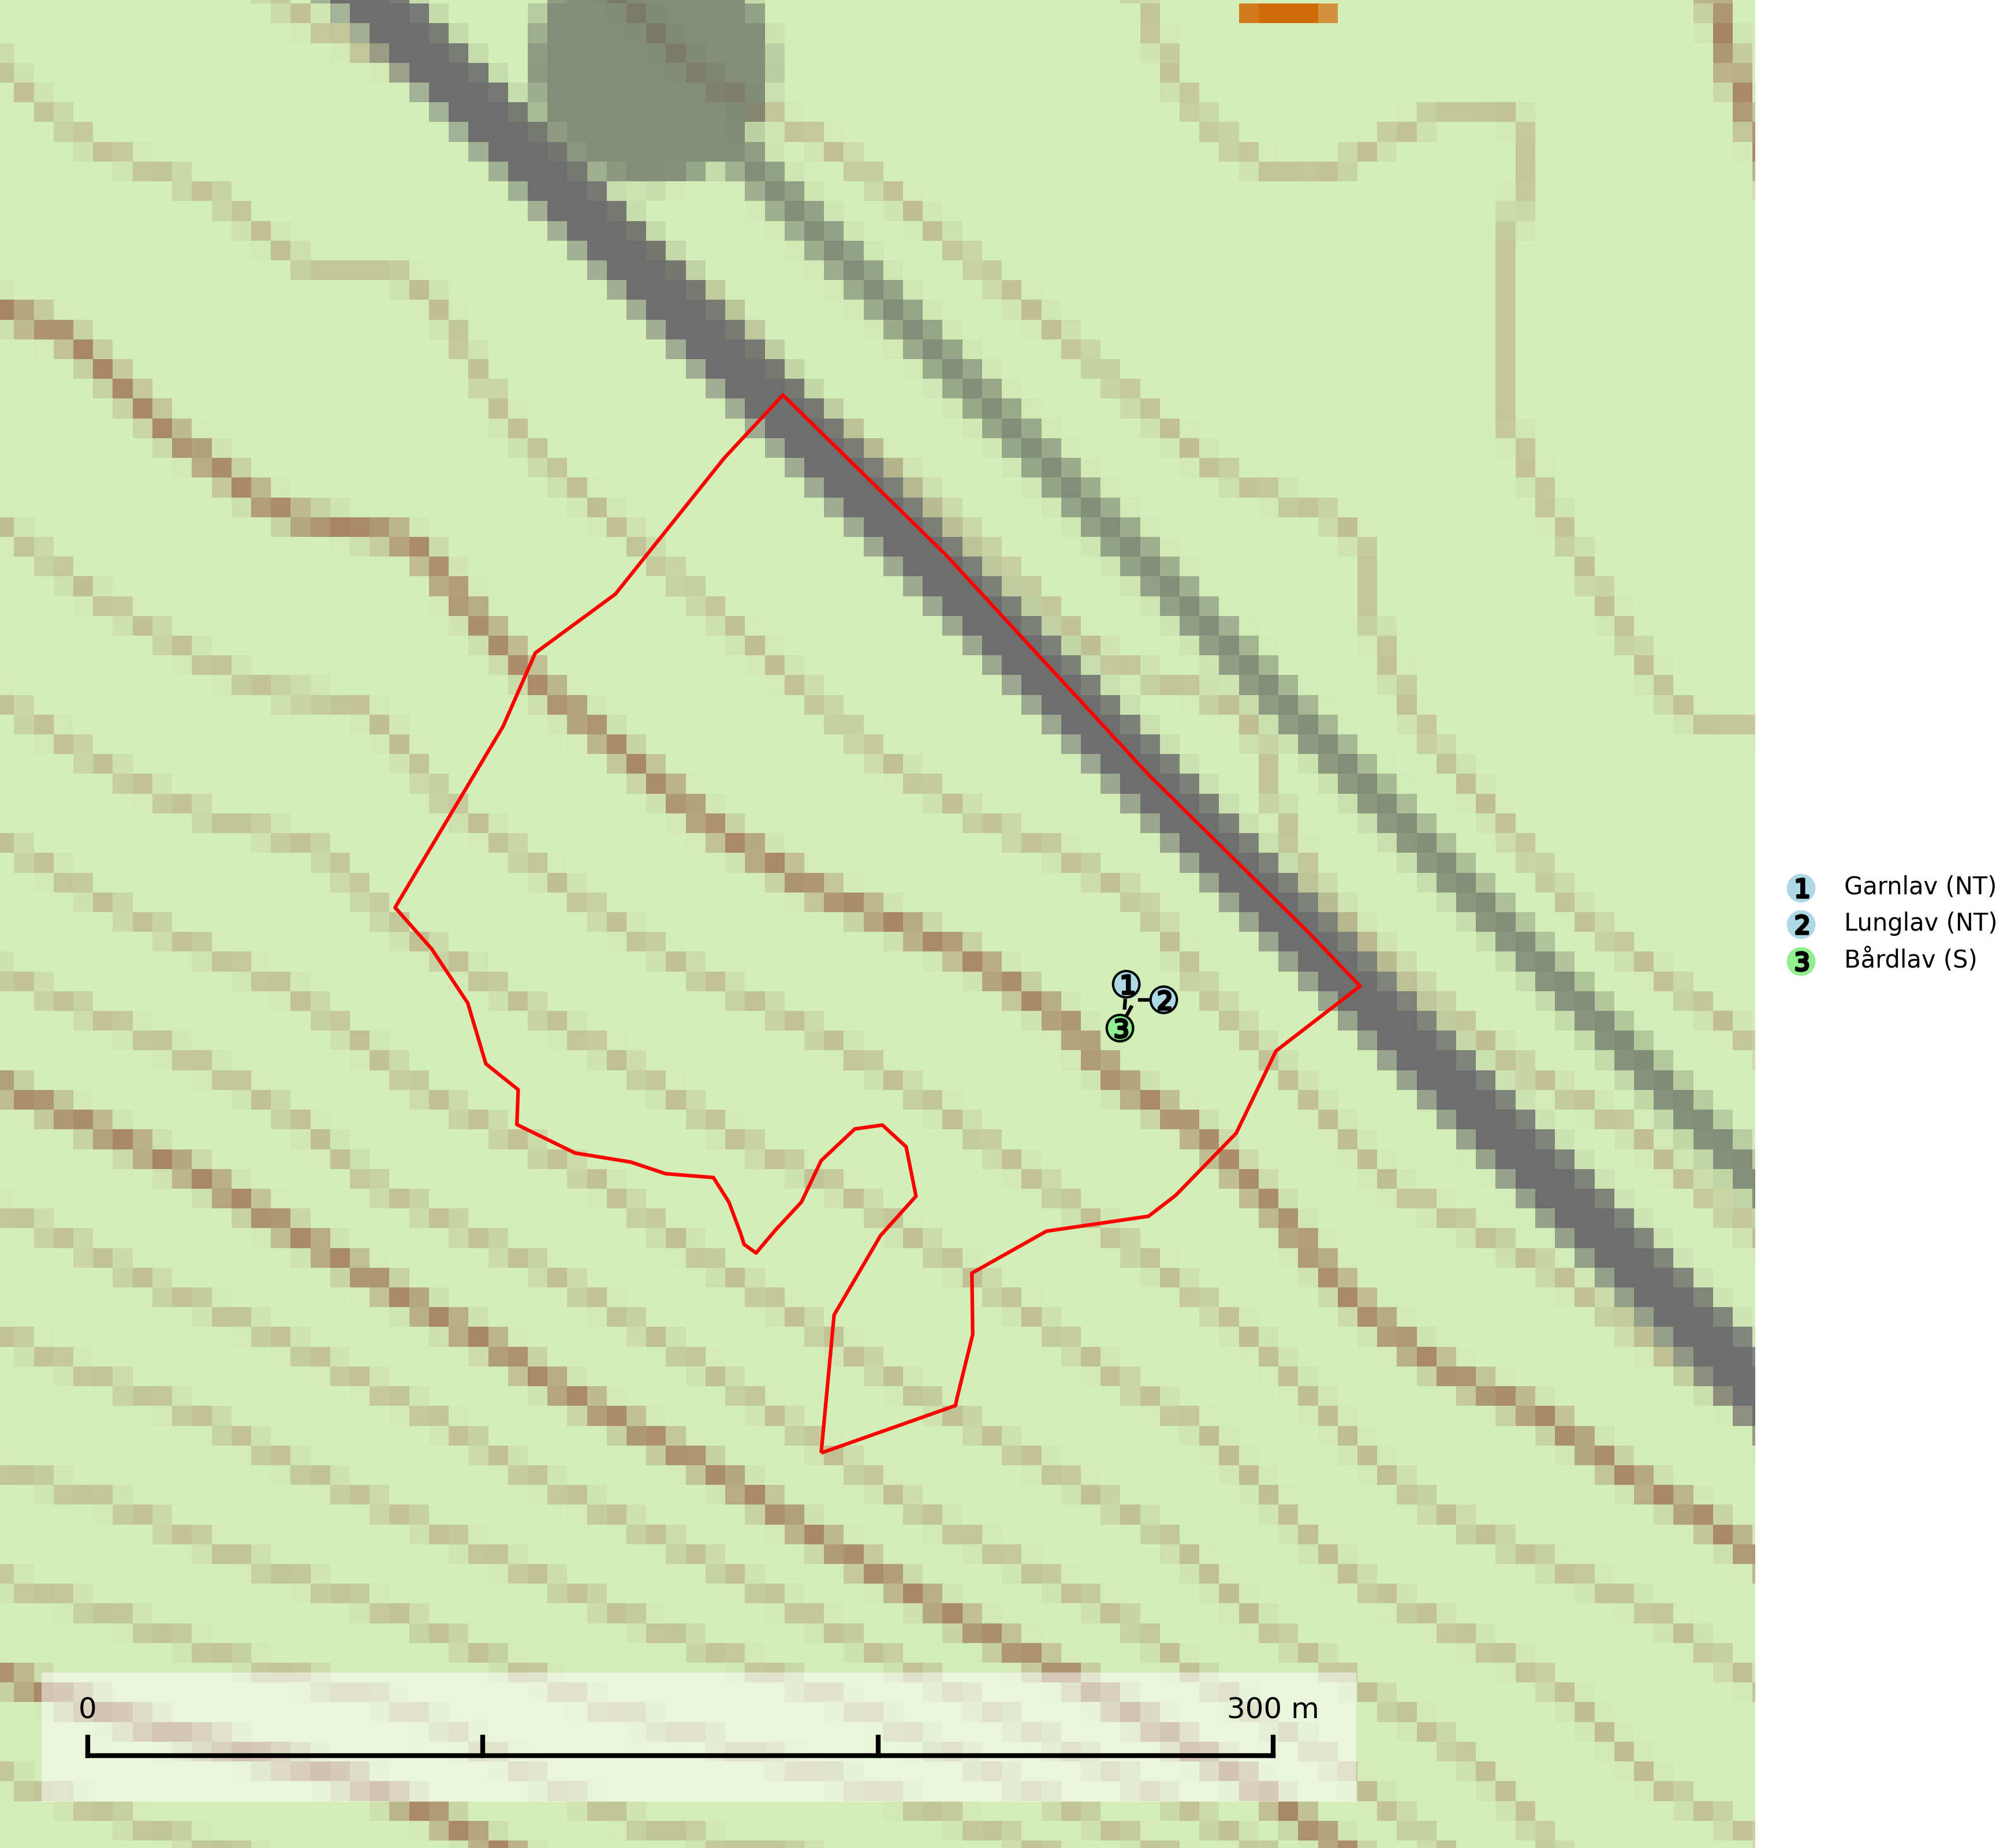 1
2
3
1 Garnlav (NT)
2 Lunglav (NT)
3 Bårdlav (S)
0 300 m